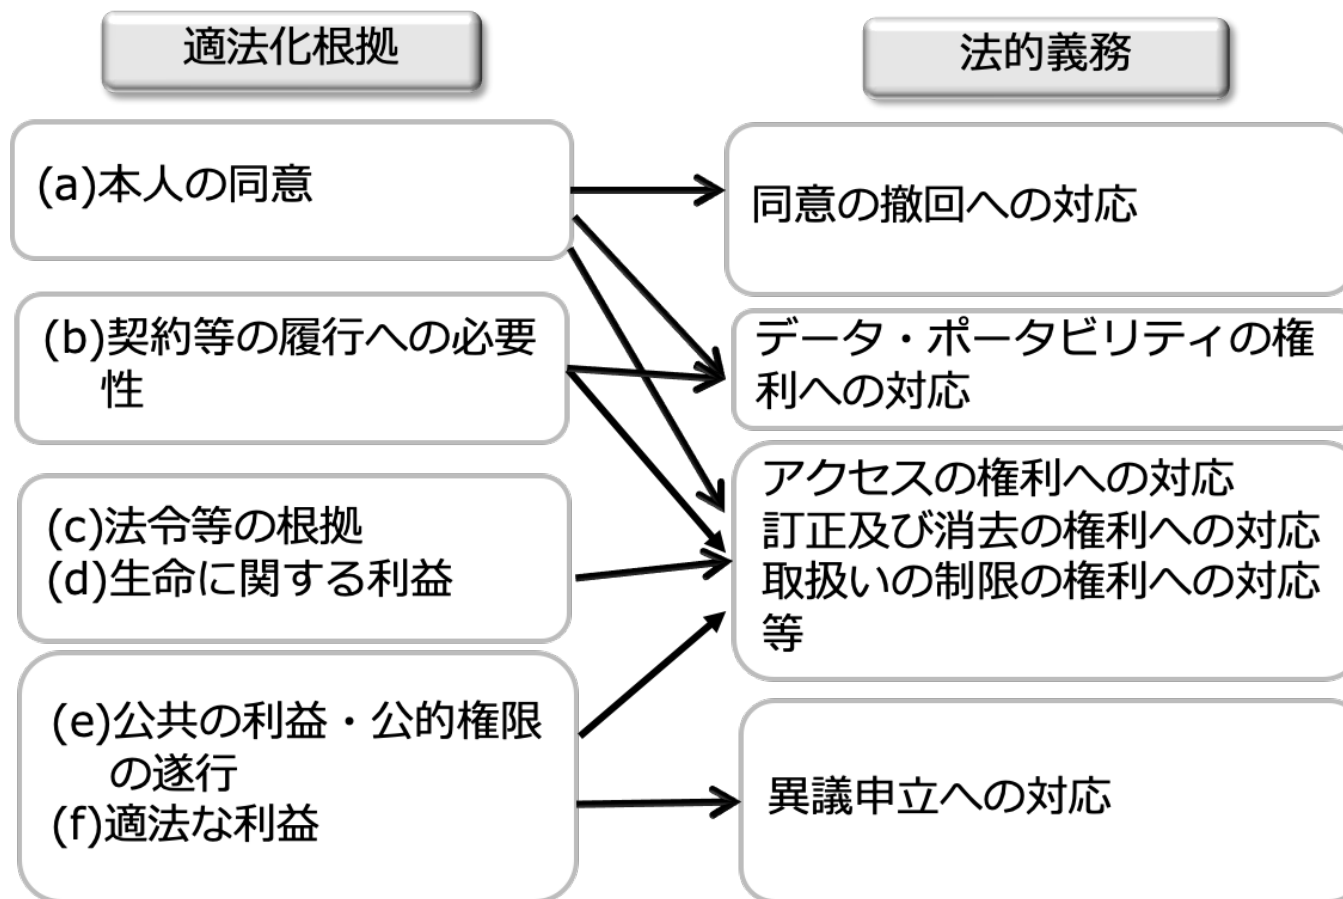 適法化根拠
法的義務
(a)本人の同意
(b)契約等の履行への必要
性
(c)法令等の根拠
(d)生命に関する利益
(e)公共の利益・公的権限
の遂行
(f)適法な利益
同意の撤回への対応
データ・ポータビリティの権
利への対応
アクセスの権利への対応
訂正及び消去の権利への対応
取扱いの制限の権利への対応
等
異議申立への対応